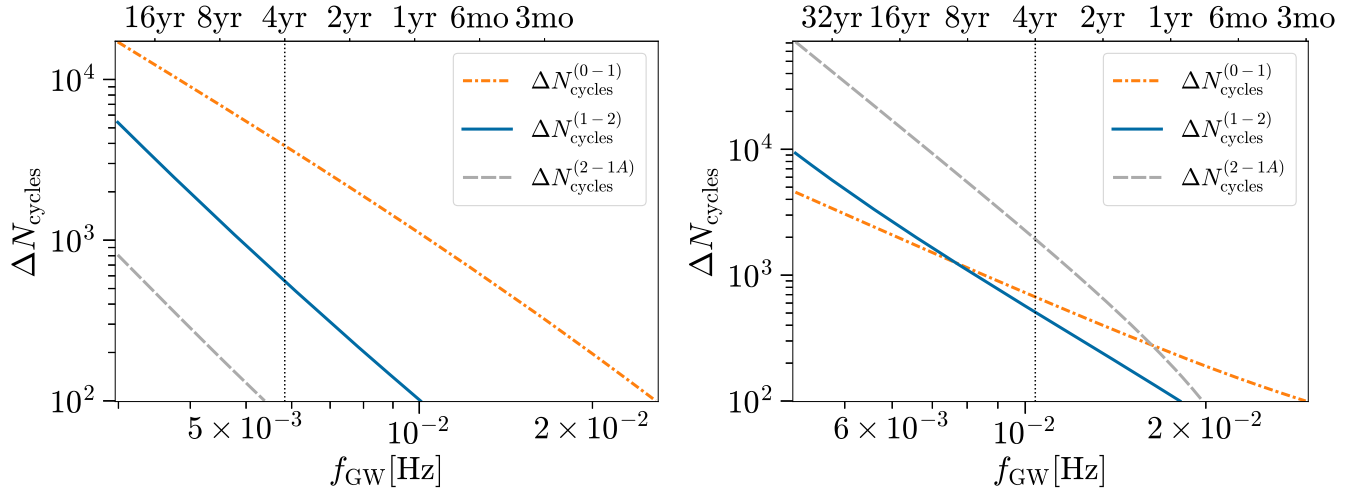 16yr 8yr 4yr 2yr 1yr 6mo 3mo
ΔN_cycles^(0−1)
ΔN_cycles^(1−2)
ΔN_cycles^(2−1A)
10^4
10^3
10^2
ΔN_cycles
5 × 10^−3 10^−2 2 × 10^−2
f_GW[Hz]
32yr 16yr 8yr 4yr 2yr 1yr 6mo 3mo
ΔN_cycles^(0−1)
ΔN_cycles^(1−2)
ΔN_cycles^(2−1A)
10^4
10^3
10^2
ΔN_cycles
6 × 10^−3 10^−2 2 × 10^−2
f_GW[Hz]